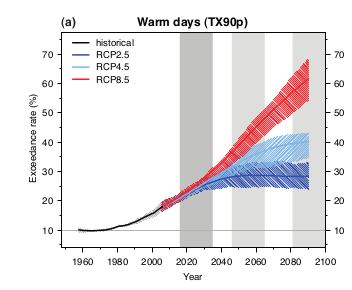 (a) Warm days (TX90p)
historical
RCP2.5
RCP4.5
RCP8.5
Exceedance rate (%)
70 70
60 60
50 50
40 40
30 30
20 20
10 10
1960 1980 2000 2020 2040 2060 2080 2100
Year